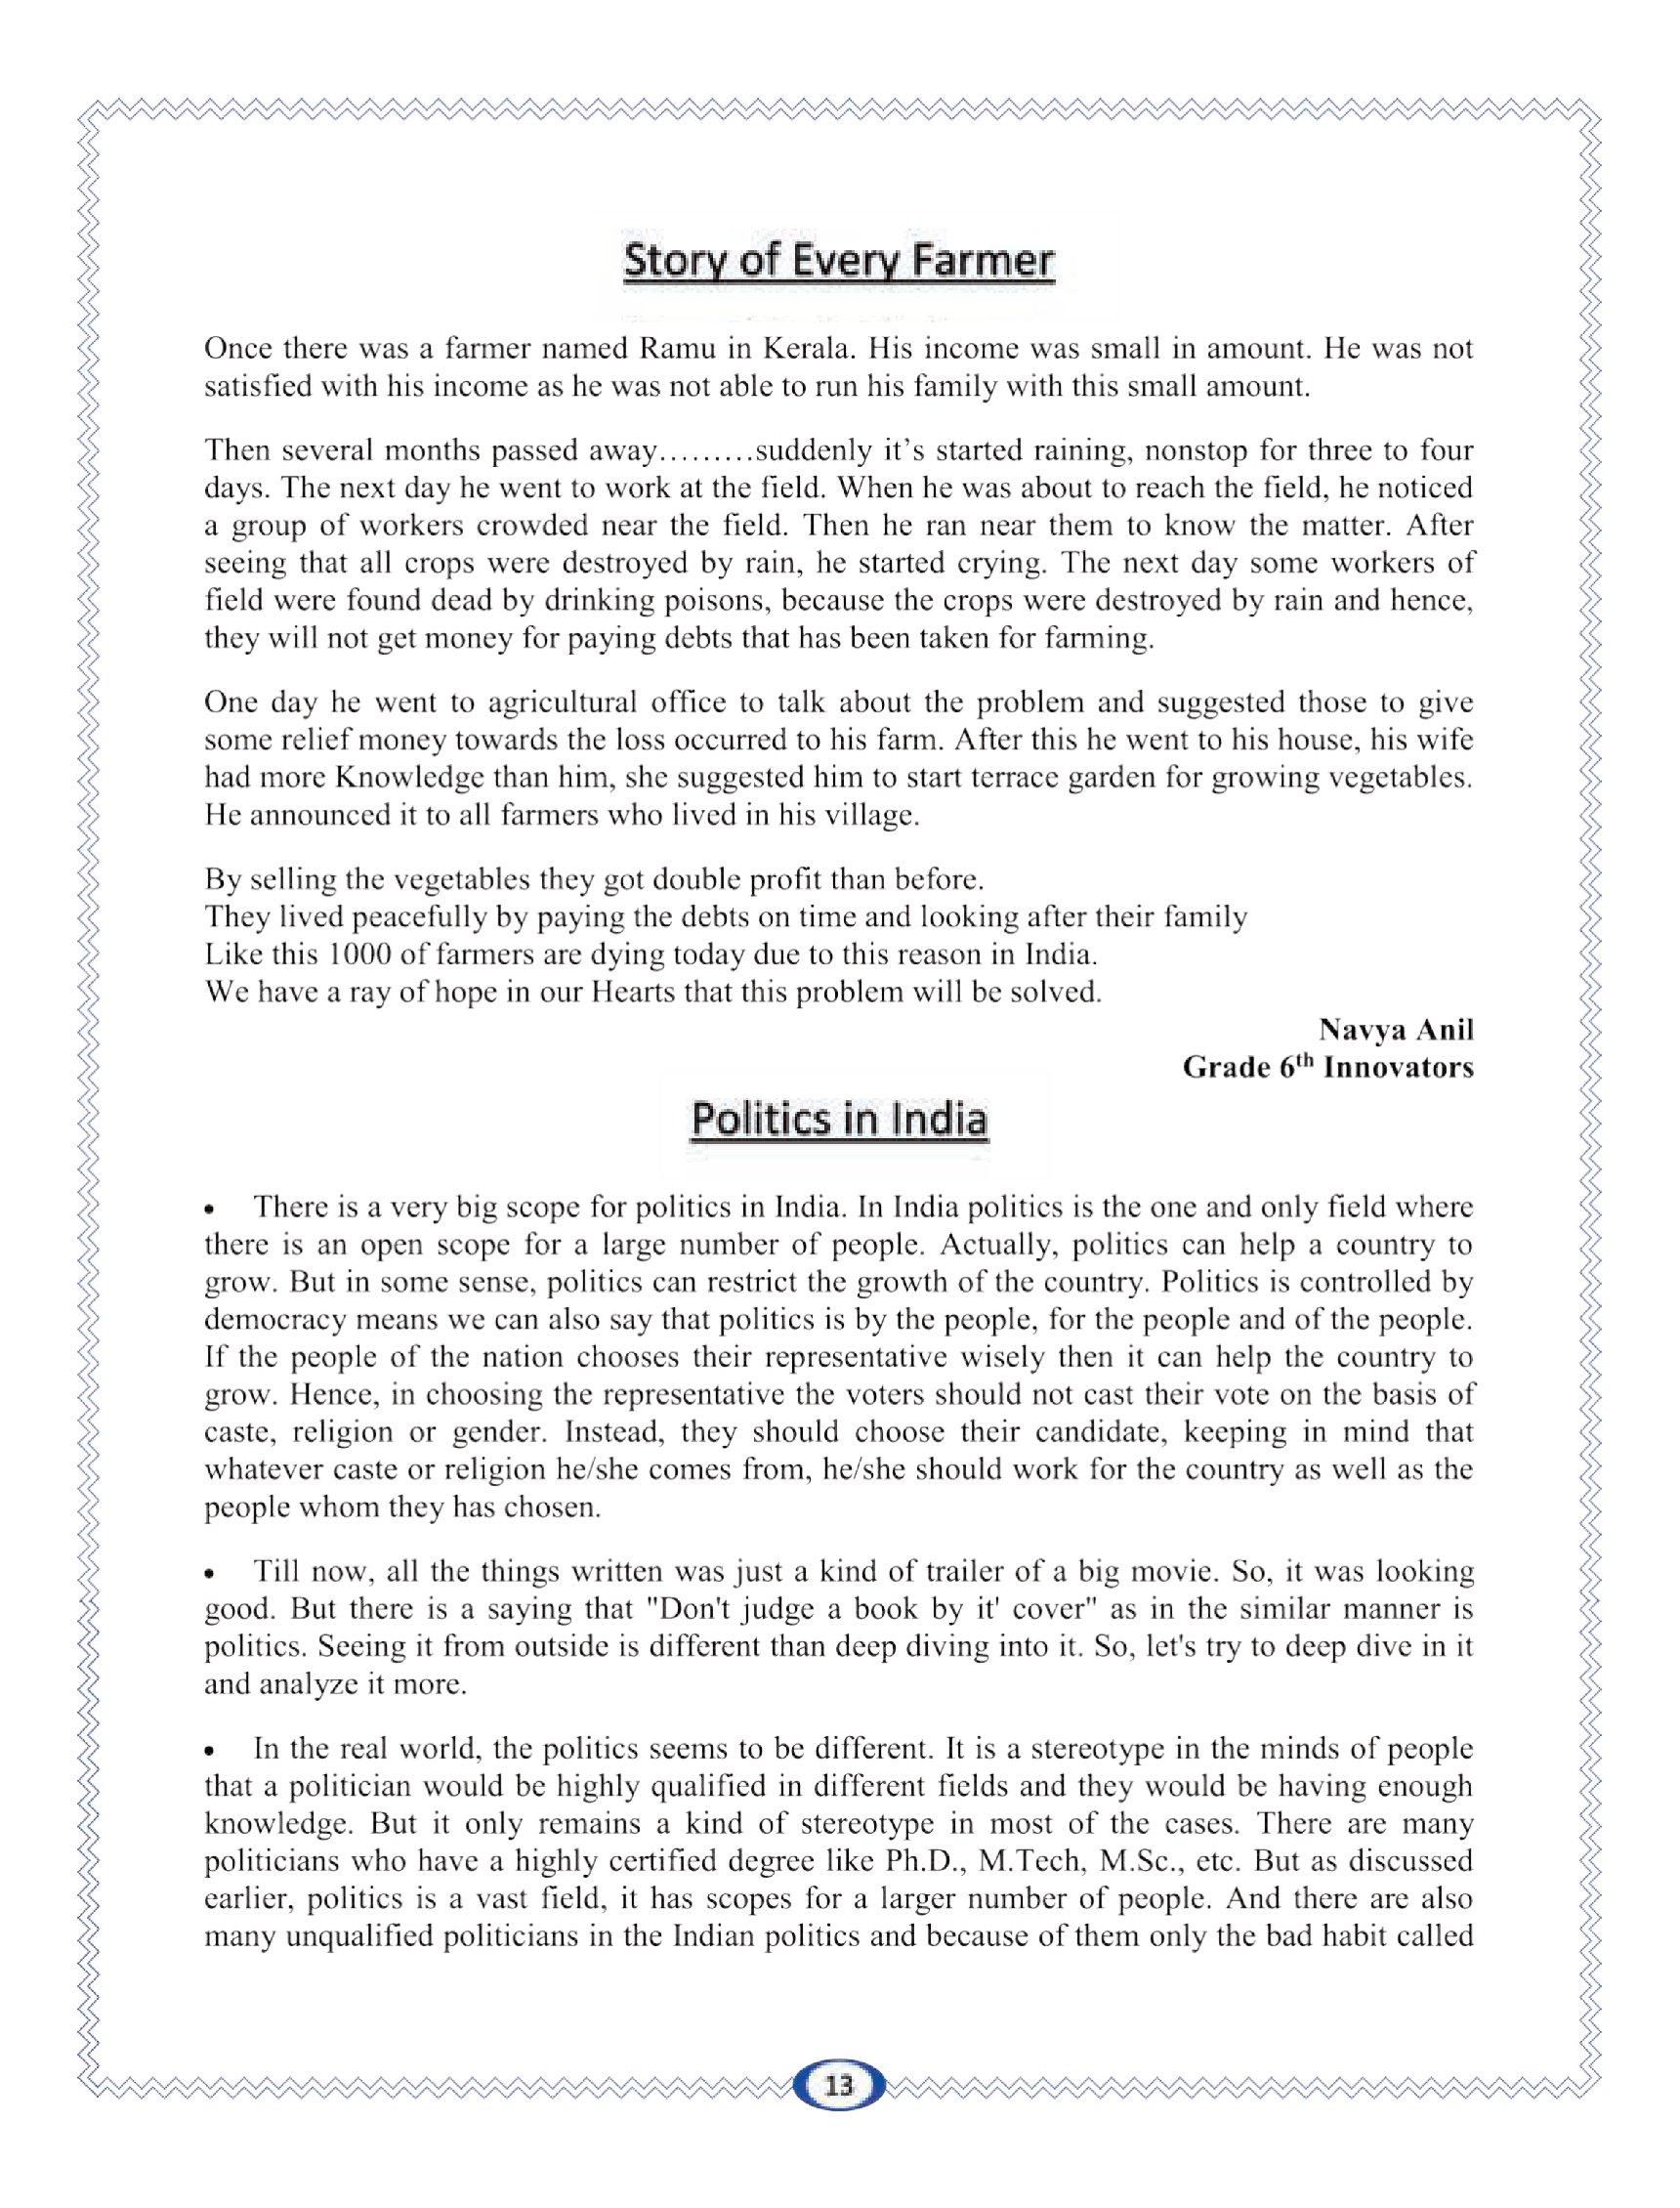 Story of Every Farmer
Once there was a farmer named Ramu in Kerala. His income was small in amount. He was not
satisfied with his income as he was not able to run his family with this small amount.
Then several months passed away.........suddenly it’s started raining, nonstop for three to four
days. The next day he went to work at the field. When he was about to reach the field, he noticed
a group of workers crowded near the field. Then he ran near them to know the matter. After
seeing that all crops were destroyed by rain, he started crying. The next day some workers of
field were found dead by drinking poisons, because the crops were destroyed by rain and hence,
they will not get money for paying debts that has been taken for farming.
One day he went to agricultural office to talk about the problem and suggested those to give
some relief money towards the loss occurred to his farm. After this he went to his house, his wife
had more Knowledge than him, she suggested him to start terrace garden for growing vegetables.
He announced it to all farmers who lived in his village.
By selling the vegetables they got double profit than before.
They lived peacefully by paying the debts on time and looking after their family
Like this 1000 of farmers are dying today due to this reason in India.
We have a ray of hope in our Hearts that this problem will be solved.
Navya Anil
Grade 6th Innovators
Politics in India
• There is a very big scope for politics in India. In India politics is the one and only field where
there is an open scope for a large number of people. Actually, politics can help a country to
grow. But in some sense, politics can restrict the growth of the country. Politics is controlled by
democracy means we can also say that politics is by the people, for the people and of the people.
If the people of the nation chooses their representative wisely then it can help the country to
grow. Hence, in choosing the representative the voters should not cast their vote on the basis of
caste, religion or gender. Instead, they should choose their candidate, keeping in mind that
whatever caste or religion he/she comes from, he/she should work for the country as well as the
people whom they has chosen.
• Till now, all the things written was just a kind of trailer of a big movie. So, it was looking
good. But there is a saying that "Don't judge a book by it' cover" as in the similar manner is
politics. Seeing it from outside is different than deep diving into it. So, let's try to deep dive in it
and analyze it more.
• In the real world, the politics seems to be different. It is a stereotype in the minds of people
that a politician would be highly qualified in different fields and they would be having enough
knowledge. But it only remains a kind of stereotype in most of the cases. There are many
politicians who have a highly certified degree like Ph.D., M.Tech, M.Sc., etc. But as discussed
earlier, politics is a vast field, it has scopes for a larger number of people. And there are also
many unqualified politicians in the Indian politics and because of them only the bad habit called
13